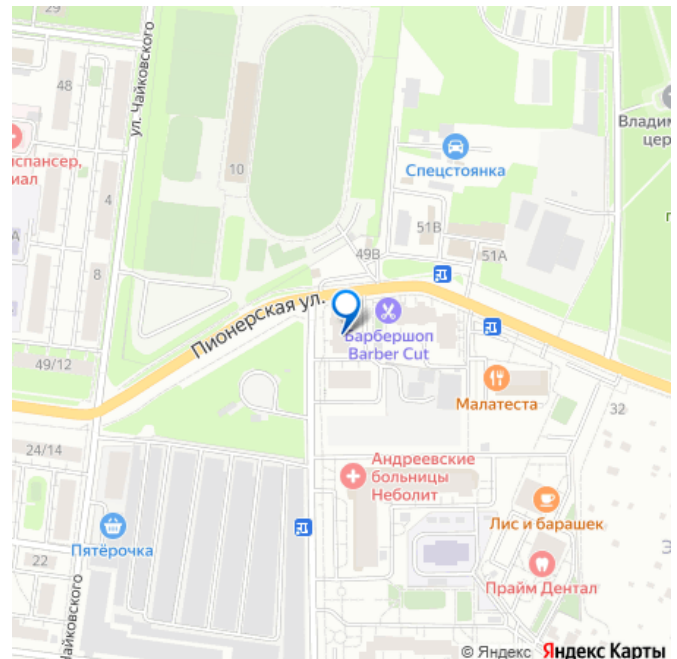 ул. Чайковского
48
испансер,
иал
4
А
8
10
Спецстоянка
Владим
цер
51В
49В
51А
Пионерская ул.
Барбершоп
Barber Cut
49/12
Малатеста
32
24/14
Андреевские
больницы
Неболит
Пятёрочка
Лис и барашек
22
Прайм Дентал
Чайковского
© Яндекс Яндекс Карты